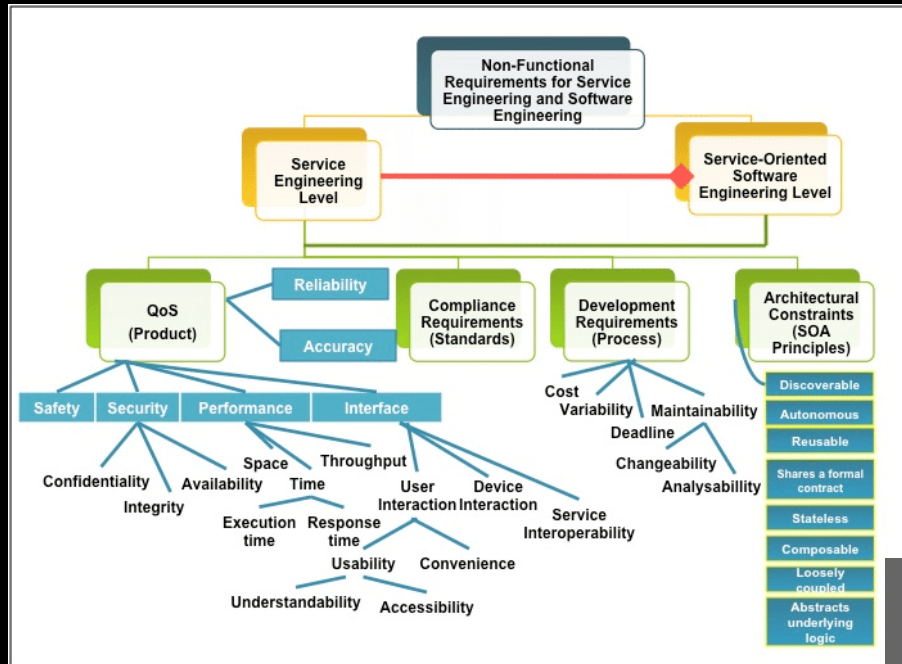 Non-Functional
Requirements for Service
Engineering and Software
Engineering
Service
Engineering
Level
Service-Oriented
Software
Engineering Level
QoS
(Product)
Reliability
Accuracy
Compliance
Requirements
(Standards)
Development
Requirements
(Process)
Architectural
Constraints
(SOA
Principles)
Safety
Security
Performance
Interface
Confidentiality
Integrity
Availability
Space
Time
Throughput
Execution
time
Response
time
User
Interaction
Device
Interaction
Service
Interoperability
Usability
Convenience
Understandability
Accessibility
Cost
Variability
Deadline
Maintainability
Changeability
Analysabillity
Discoverable
Autonomous
Reusable
Shares a formal
contract
Stateless
Composable
Loosely
coupled
Abstracts
underlying
logic